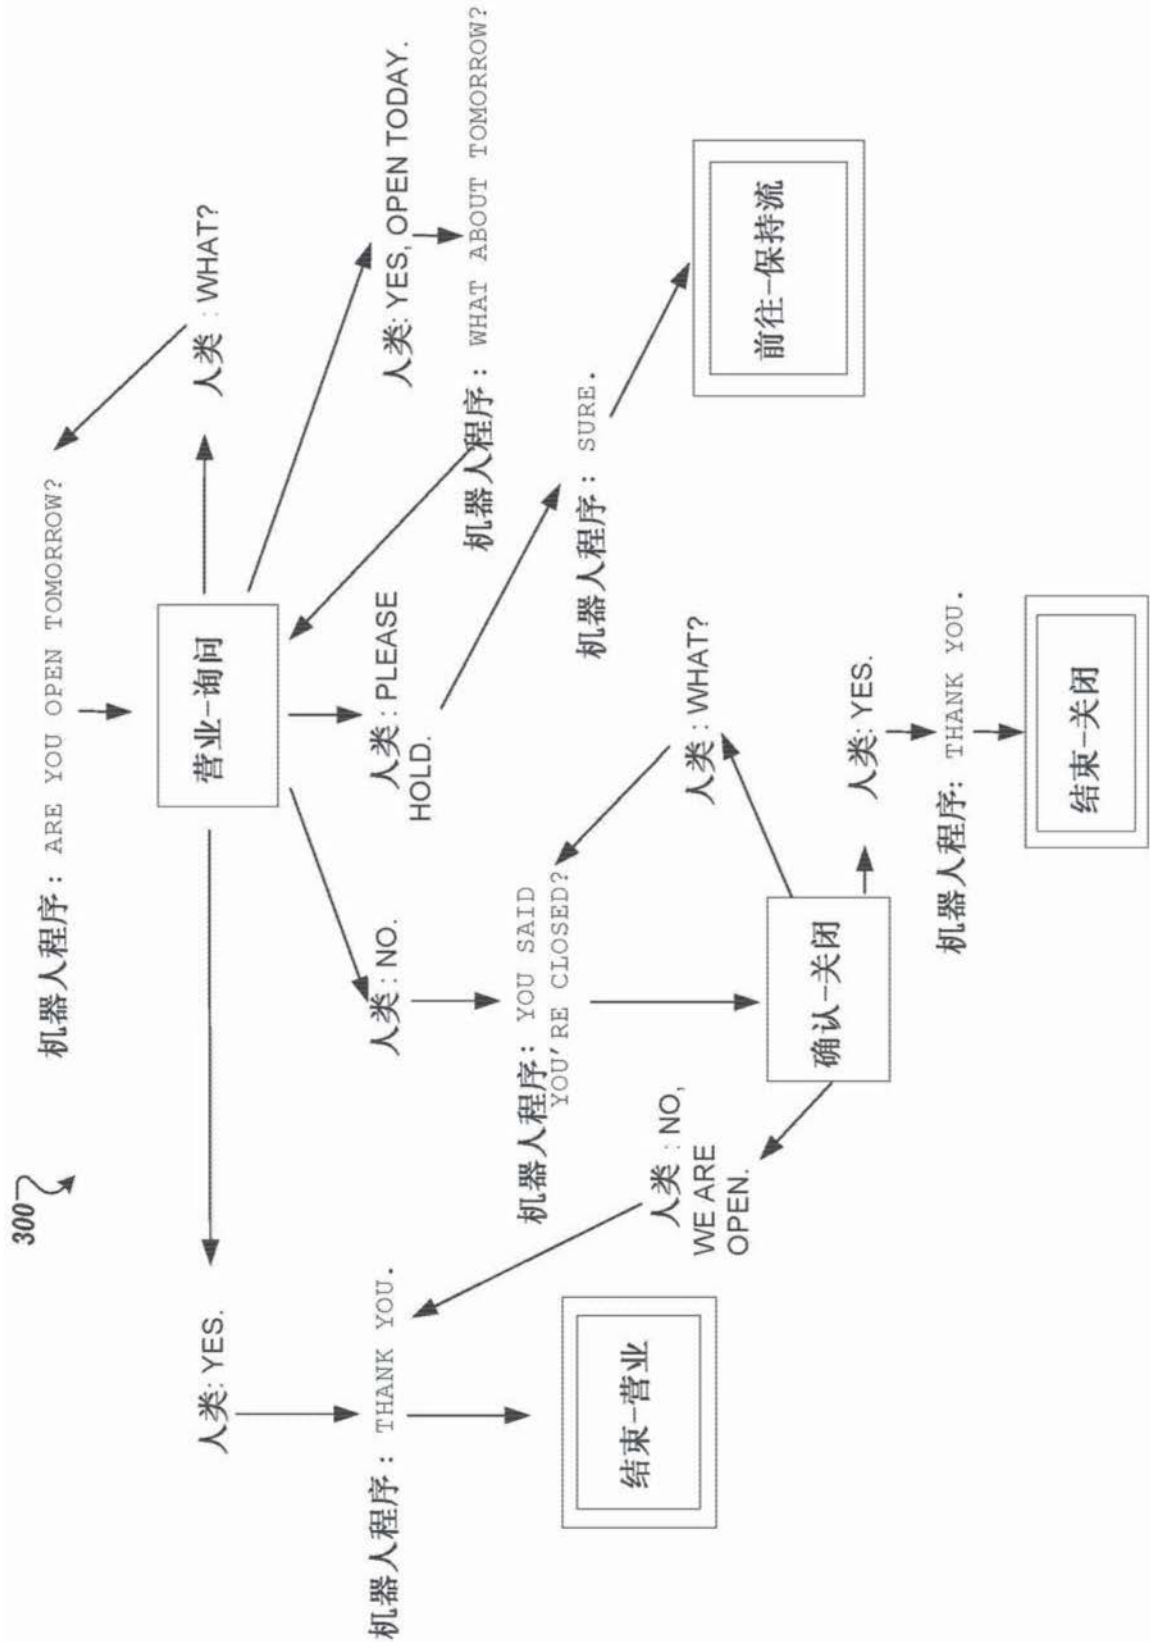 300
机器人程序: ARE YOU OPEN TOMORROW?
人类: YES.
营业-询问
人类: WHAT?
机器人程序: THANK YOU.
人类: NO.
人类: PLEASE
HOLD.
人类: YES, OPEN TODAY.
机器人程序: WHAT ABOUT TOMORROW?
机器人程序: YOU SAID
YOU'RE CLOSED?
机器人程序: SURE.
结束-营业
人类: NO,
WE ARE
OPEN.
人类: WHAT?
前往-保持流
确认-关闭
人类: YES.
机器人程序: THANK YOU.
结束-关闭